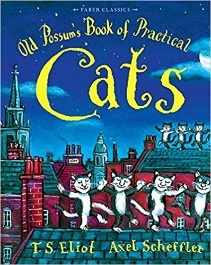 FABER CLASSICS
Old Possum's Book of Practical
Cats
T. S. Eliot Axel Scheffler